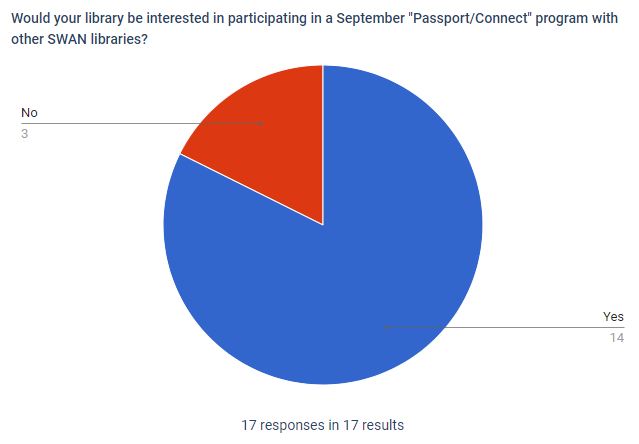 Would your library be interested in participating in a September "Passport/Connect" program with
other SWAN libraries?
No
3
Yes
14
17 responses in 17 results